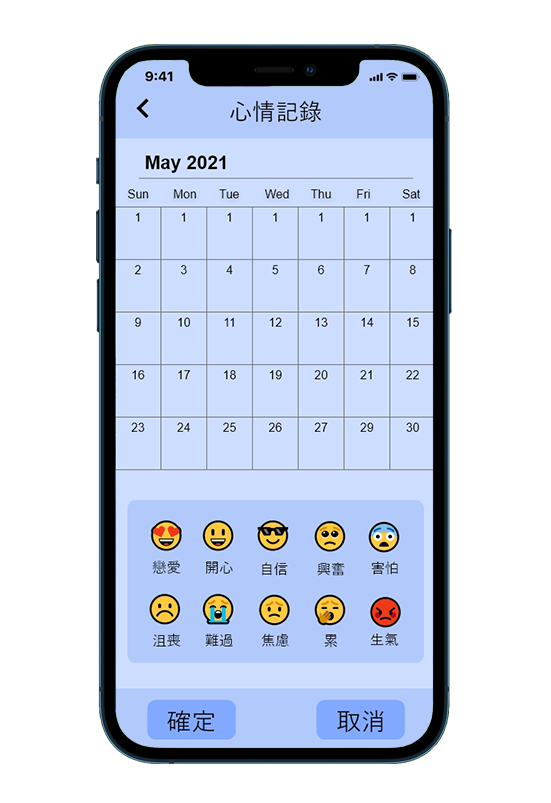 9:41
心情記錄
May 2021
Sun Mon Tue Wed Thu Fri Sat
1 1 1 1 1 1 1
2 3 4 5 6 7 8
9 10 11 12 13 14 15
16 17 18 19 20 21 22
23 24 25 26 27 29 30
戀愛 開心 自信 興奮 害怕
沮喪 難過 焦慮 累 生氣
確定 取消